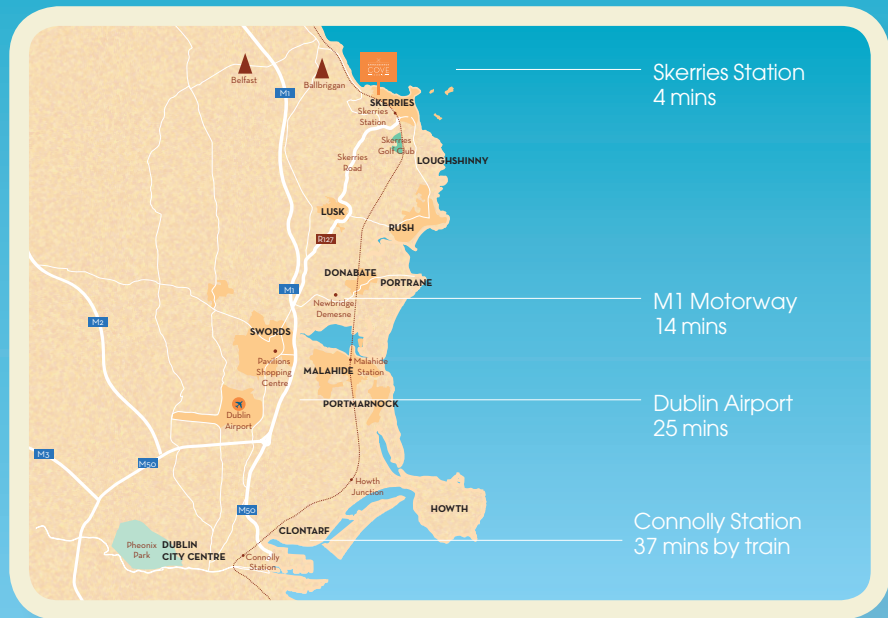 Belfast
Balbriggan
COVE
M1
SKERRIES
Skerries
Station
Skerries
Golf Club
Skerries
Road
LOUGHSHINNY
LUSK
RUSH
R127
DONABATE
PORTRANE
M1
Newbridge
Demesne
M2
SWORDS
Pavilions
Shopping
Centre
MALAHIDE
Malahide
Station
PORTMARNOCK
Dublin
Airport
M3
M50
Howth
Junction
M50
HOWTH
CLONTARF
Pheonix
Park
DUBLIN
CITY CENTRE
Connolly
Station
Skerries Station
4 mins
M1 Motorway
14 mins
Dublin Airport
25 mins
Connolly Station
37 mins by train